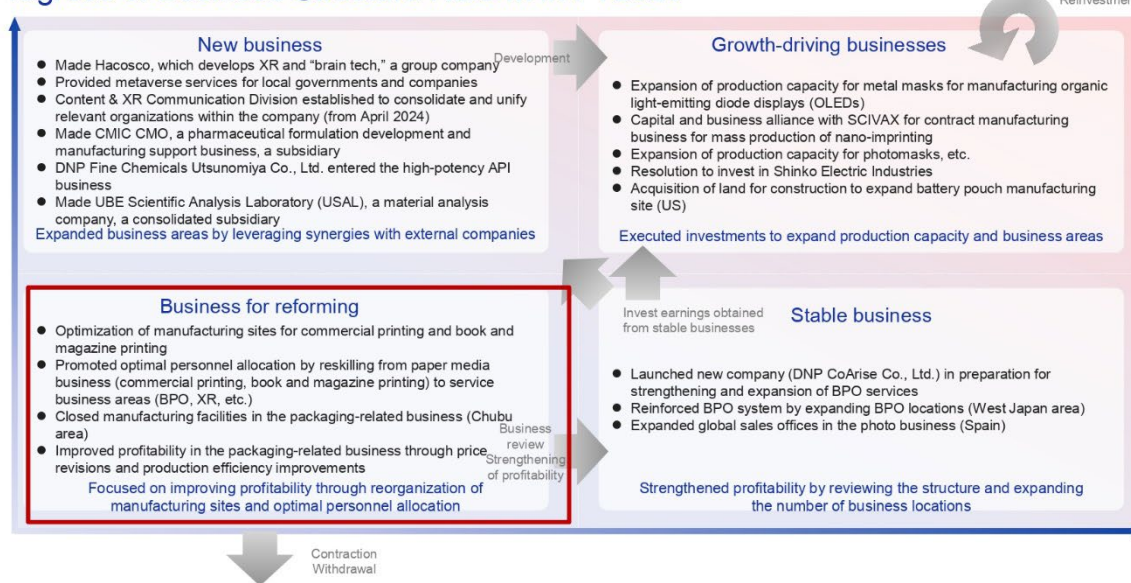 Reinvestment
New business
● Made Hacosco, which develops XR and “brain tech,” a group company
● Provided metaverse services for local governments and companies
● Content & XR Communication Division established to consolidate and unify
relevant organizations within the company (from April 2024)
● Made CMIC CMO, a pharmaceutical formulation development and
manufacturing support business, a subsidiary
● DNP Fine Chemicals Utsunomiya Co., Ltd. entered the high-potency API
business
● Made UBE Scientific Analysis Laboratory (USAL), a material analysis
company, a consolidated subsidiary
Expanded business areas by leveraging synergies with external companies
Development
Growth-driving businesses
● Expansion of production capacity for metal masks for manufacturing organic
light-emitting diode displays (OLEDs)
● Capital and business alliance with SCIVAX for contract manufacturing
business for mass production of nano-imprinting
● Expansion of production capacity for photomasks, etc.
● Resolution to invest in Shinko Electric Industries
● Acquisition of land for construction to expand battery pouch manufacturing
site (US)
Executed investments to expand production capacity and business areas
Business for reforming
● Optimization of manufacturing sites for commercial printing and book and
magazine printing
● Promoted optimal personnel allocation by reskilling from paper media
business (commercial printing, book and magazine printing) to service
business areas (BPO, XR, etc.)
● Closed manufacturing facilities in the packaging-related business (Chubu
area)
● Improved profitability in the packaging-related business through price
revisions and production efficiency improvements
Focused on improving profitability through reorganization of
manufacturing sites and optimal personnel allocation
Business
review
Strengthening
of profitability
Invest earnings obtained
from stable businesses
Stable business
● Launched new company (DNP CoArise Co., Ltd.) in preparation for
strengthening and expansion of BPO services
● Reinforced BPO system by expanding BPO locations (West Japan area)
● Expanded global sales offices in the photo business (Spain)
Strengthened profitability by reviewing the structure and expanding
the number of business locations
Contraction
Withdrawal